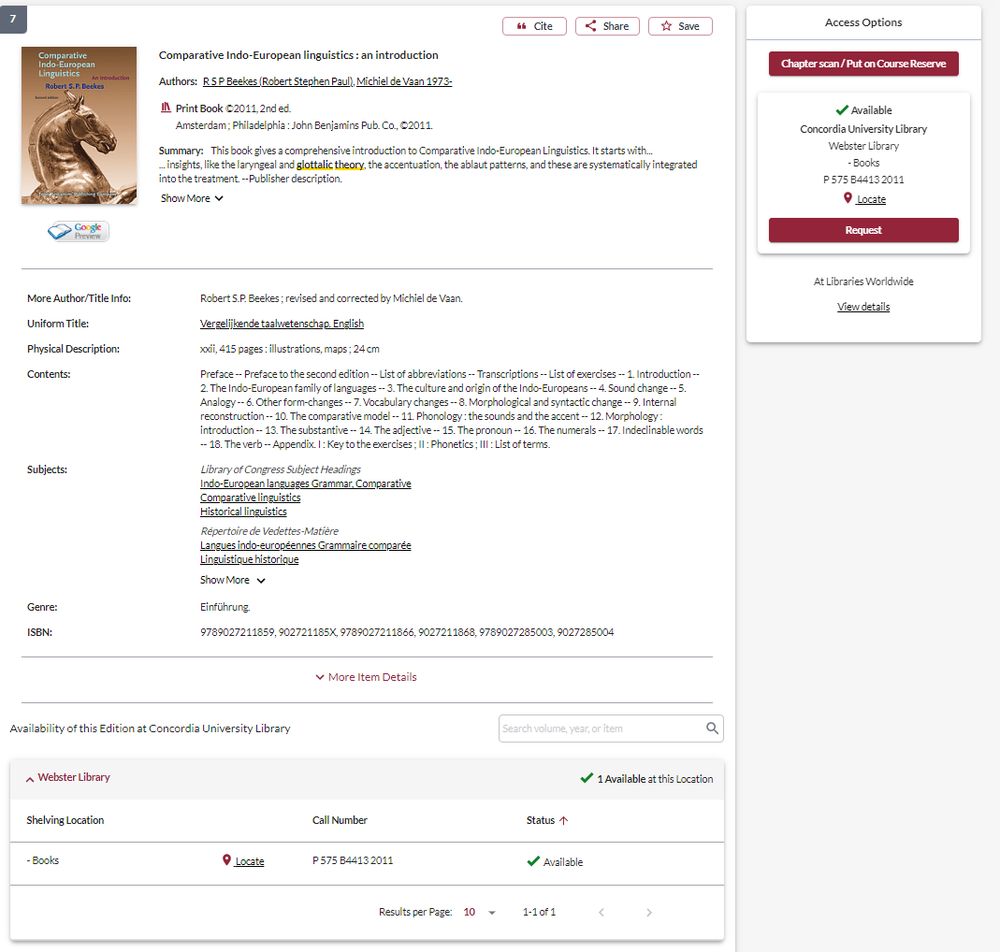 7
Cite
Share
Save
Comparative
Indo-European
Linguistics
An Introduction
Robert S.P. Beekes
Second edition
John Benjamins Publishing Company
Comparative Indo-European linguistics : an introduction
Authors: R S P Beekes (Robert Stephen Paul), Michiel de Vaan 1973-
Print Book ©2011, 2nd ed.
Amsterdam ; Philadelphia : John Benjamins Pub. Co., ©2011.
Summary: This book gives a comprehensive introduction to Comparative Indo-European Linguistics. It starts with...
... insights, like the laryngeal and glottalic theory, the accentuation, the ablaut patterns, and these are systematically integrated
into the treatment. --Publisher description.
Show More
Google
Preview
More Author/Title Info: Robert S.P. Beekes ; revised and corrected by Michiel de Vaan.
Uniform Title: Vergelijkende taalwetenschap. English
Physical Description: xxii, 415 pages : illustrations, maps ; 24 cm
Contents: Preface -- Preface to the second edition -- List of abbreviations -- Transcriptions -- List of exercises -- 1. Introduction --
2. The Indo-European family of languages -- 3. The culture and origin of the Indo-Europeans -- 4. Sound change -- 5.
Analogy -- 6. Other form-changes -- 7. Vocabulary changes -- 8. Morphological and syntactic change -- 9. Internal
reconstruction -- 10. The comparative model -- 11. Phonology : the sounds and the accent -- 12. Morphology :
introduction -- 13. The substantive -- 14. The adjective -- 15. The pronoun -- 16. The numerals -- 17. Indeclinable words
-- 18. The verb -- Appendix. I : Key to the exercises ; II : Phonetics ; III : List of terms.
Subjects: Library of Congress Subject Headings
Indo-European languages Grammar, Comparative
Comparative linguistics
Historical linguistics
Répertoire de Vedettes-Matière
Langues indo-européennes Grammaire comparée
Linguistique historique
Show More
Genre: Einführung.
ISBN: 9789027211859, 902721185X, 9789027211866, 9027211868, 9789027285003, 9027285004
More Item Details
Availability of this Edition at Concordia University Library
Search volume, year, or item
Webster Library
1 Available at this Location
Shelving Location Call Number Status
- Books Locate P 575 B4413 2011 Available
Results per Page: 10 1-1 of 1
Access Options
Chapter scan / Put on Course Reserve
Available
Concordia University Library
Webster Library
- Books
P 575 B4413 2011
Locate
Request
At Libraries Worldwide
View details